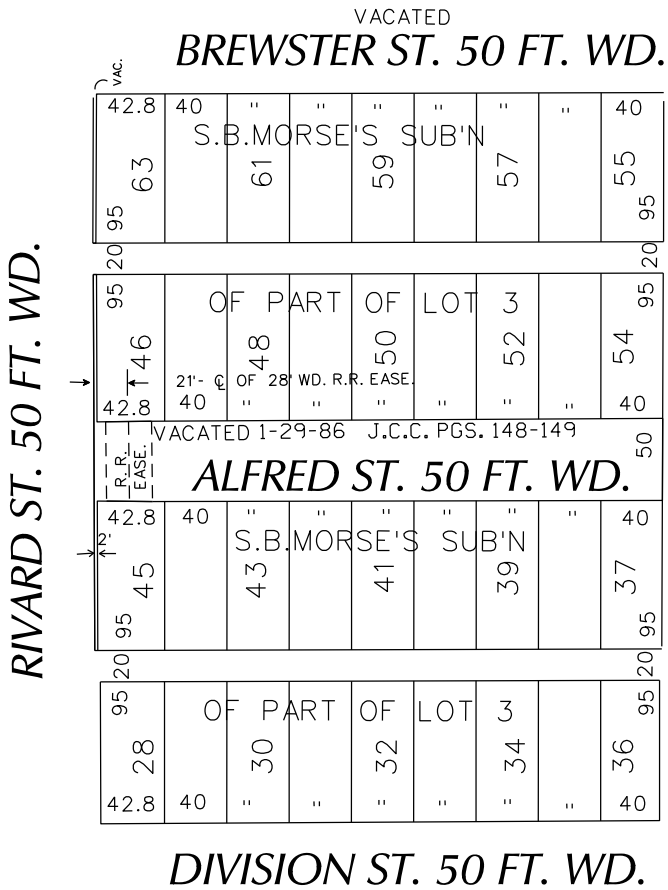 VACATED
BREWSTER ST. 50 FT. WD.
VAC.
42.8 40 " " " " " " 40
S.B.MORSE'S SUB'N
63 61 59 57 55
95 95
20 20
95 95
OF PART OF LOT 3
46 48 50 52 54
21'- ℄ OF 28' WD. R.R. EASE.
42.8 40 " " " " " " 40
VACATED 1-29-86 J.C.C. PGS. 148-149
R.R. EASE.
50
ALFRED ST. 50 FT. WD.
42.8 40 " " " " " " 40
2'
S.B.MORSE'S SUB'N
45 43 41 39 37
95 95
20 20
95 95
OF PART OF LOT 3
28 30 32 34 36
42.8 40 " " " " " " 40
RIVARD ST. 50 FT. WD.
DIVISION ST. 50 FT. WD.